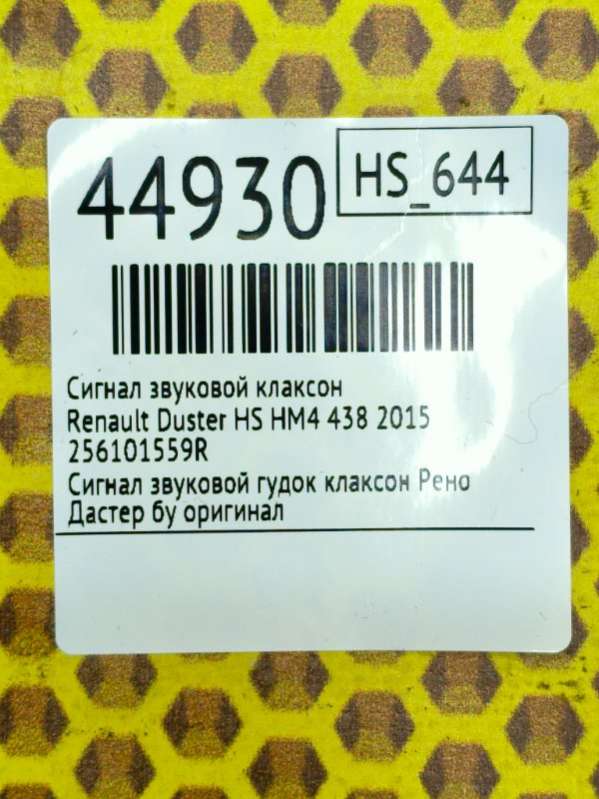 44930
HS_644
Сигнал звуковой клаксон
Renault Duster HS HM4 438 2015
256101559R
Сигнал звуковой гудок клаксон Рено
Дастер бу оригинал